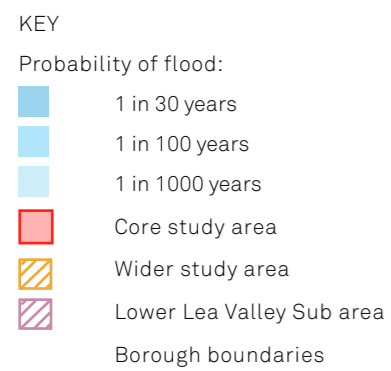 KEY
Probability of flood:
1 in 30 years
1 in 100 years
1 in 1000 years
Core study area
Wider study area
Lower Lea Valley Sub area
Borough boundaries